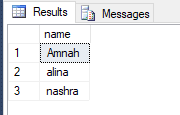 Results Messages
name
1 Amnah
2 alina
3 nashra